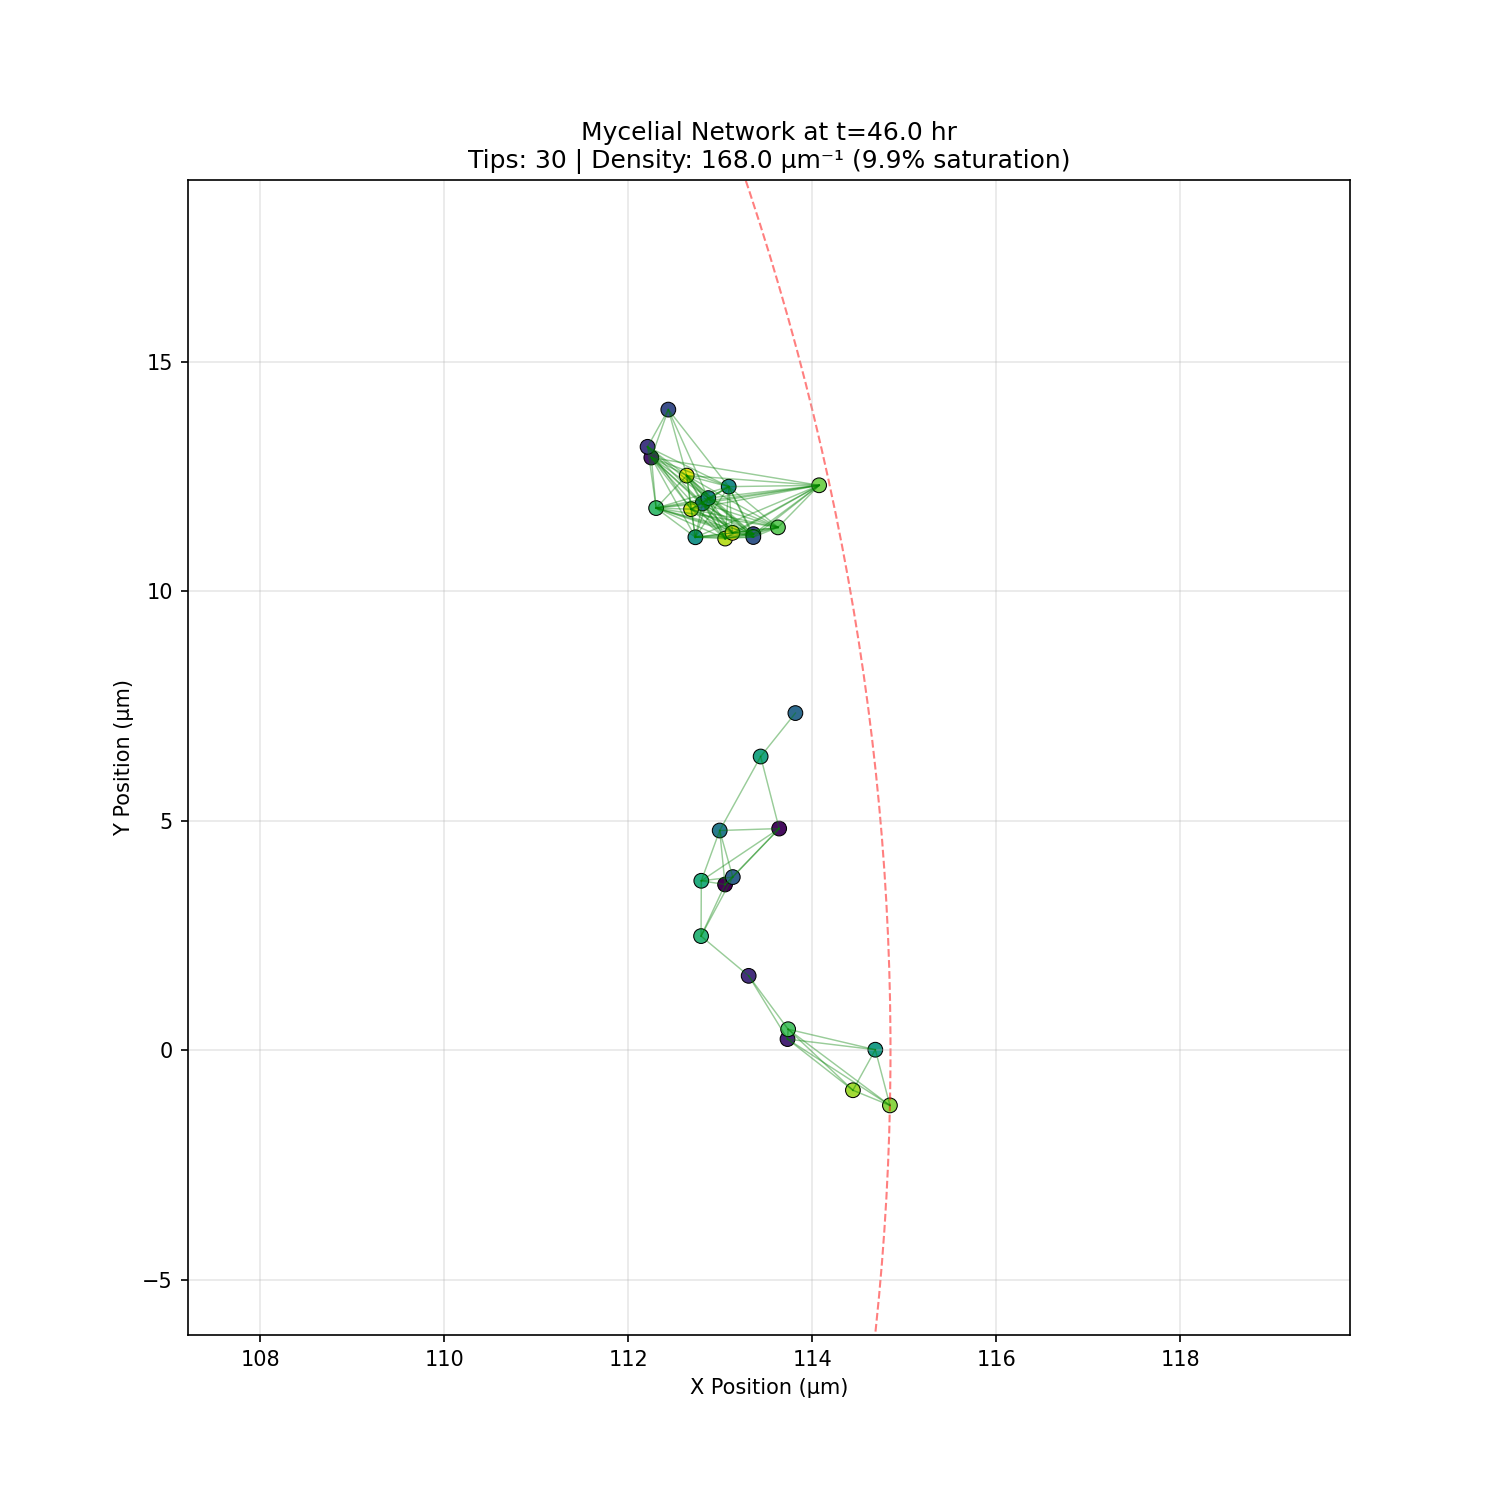 Mycelial Network at t=46.0 hr
Tips: 30 | Density: 168.0 μm⁻¹ (9.9% saturation)
Y Position (μm)
15
10
5
0
−5
108
110
112
114
116
118
X Position (μm)